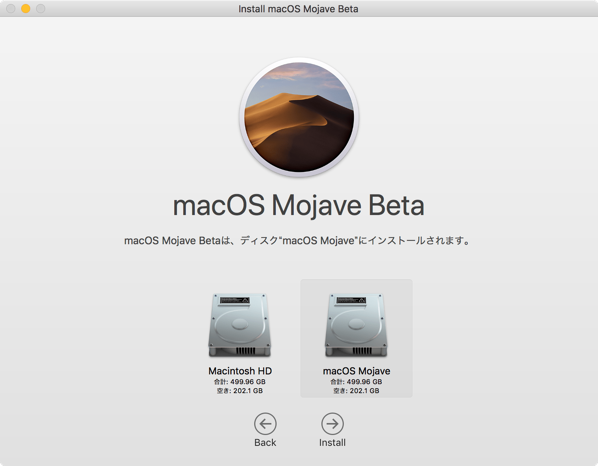 Install macOS Mojave Beta
macOS Mojave Beta
macOS Mojave Betaは、ディスク“macOS Mojave”にインストールされます。
Macintosh HD
合計: 499.96 GB
空き: 202.1 GB
macOS Mojave
合計: 499.96 GB
空き: 202.1 GB
Back
Install